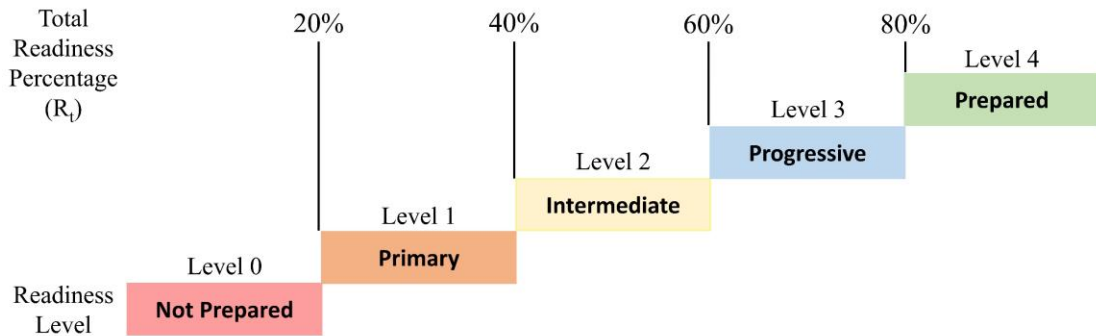 Total
Readiness
Percentage
(Rₜ)
20%
40%
60%
80%
Level 4
Prepared
Level 3
Progressive
Level 2
Intermediate
Level 1
Primary
Level 0
Not Prepared
Readiness
Level